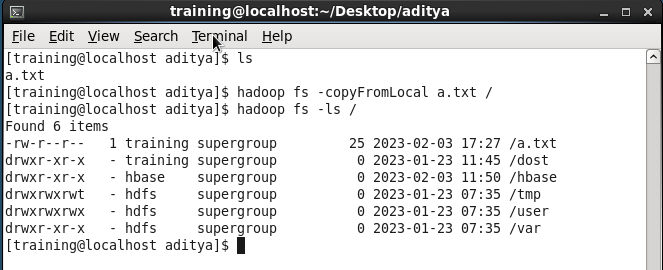 training@localhost:~/Desktop/aditya
File Edit View Search Terminal Help
[training@localhost aditya]$ ls
a.txt
[training@localhost aditya]$ hadoop fs -copyFromLocal a.txt /
[training@localhost aditya]$ hadoop fs -ls /
Found 6 items
-rw-r--r--   1 training supergroup         25 2023-02-03 17:27 /a.txt
drwxr-xr-x   - training supergroup          0 2023-01-23 11:45 /dost
drwxr-xr-x   - hbase    supergroup          0 2023-02-03 11:50 /hbase
drwxrwxrwt   - hdfs     supergroup          0 2023-01-23 07:35 /tmp
drwxrwxrwx   - hdfs     supergroup          0 2023-01-23 07:35 /user
drwxr-xr-x   - hdfs     supergroup          0 2023-01-23 07:35 /var
[training@localhost aditya]$